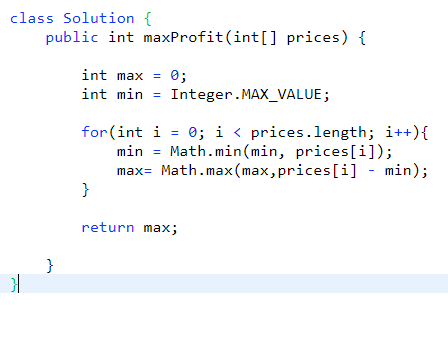 class Solution {
    public int maxProfit(int[] prices) {
        int max = 0;
        int min = Integer.MAX_VALUE;
        for(int i = 0; i < prices.length; i++){
            min = Math.min(min, prices[i]);
            max= Math.max(max,prices[i] - min);
        }
        return max;
    }
}